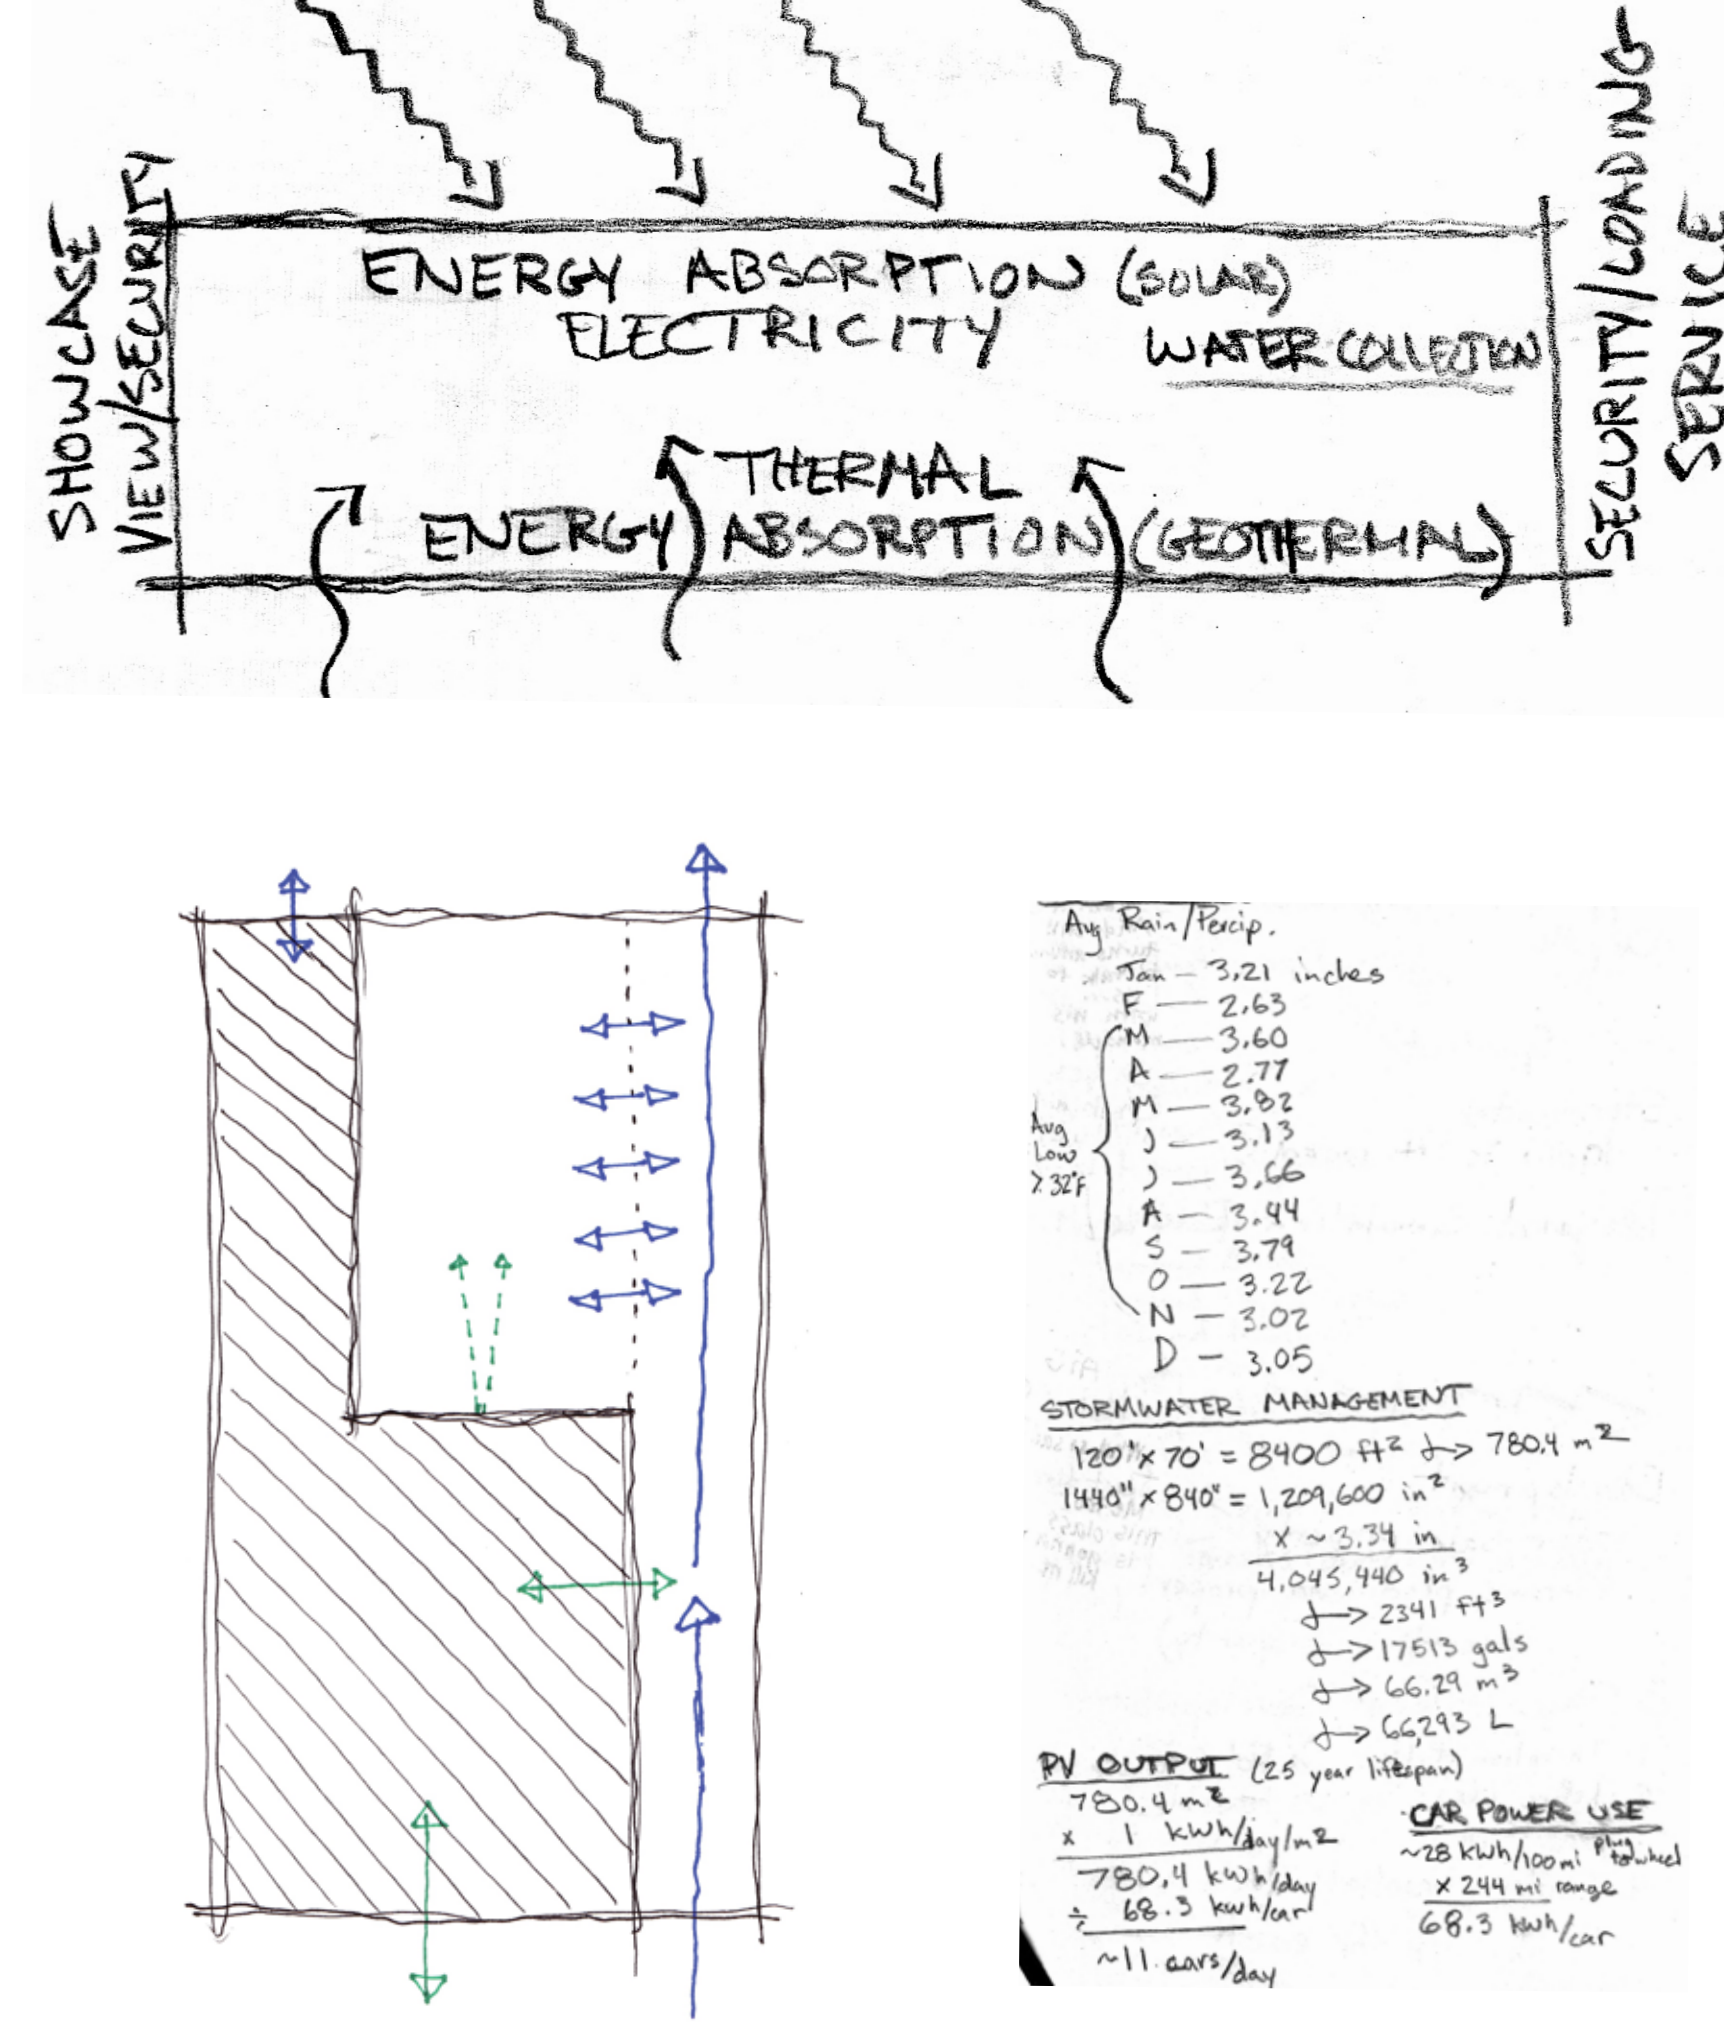 SHOWCASE
VIEW/SECURITY
ENERGY ABSORPTION (SOLAR)
ELECTRICITY
WATER COLLECTION
THERMAL
ENERGY ABSORPTION (GEOTHERMAL)
SECURITY/LOADING
SERVICE
Avg Rain/Percip.
Jan — 3.21 inches
F — 2.63
M — 3.60
A — 2.77
M — 3.82
J — 3.13
J — 3.66
A — 3.44
S — 3.79
O — 3.22
N — 3.02
D — 3.05
Avg
Low
> 32°F
STORMWATER MANAGEMENT
120' x 70' = 8400 ft² → 780.4 m²
1440" x 840" = 1,209,600 in²
x ~3.34 in
4,045,440 in³
→ 2341 ft³
→ 17513 gals
→ 66.29 m³
→ 66,293 L
PV OUTPUT (25 year lifespan)
780.4 m²
x 1 kWh/day/m2
780.4 kWh/day
÷ 68.3 kwh/car
~11 cars/day
CAR POWER USE
~28 kWh/100mi plug to wheel
x 244 mi range
68.3 kwh/car